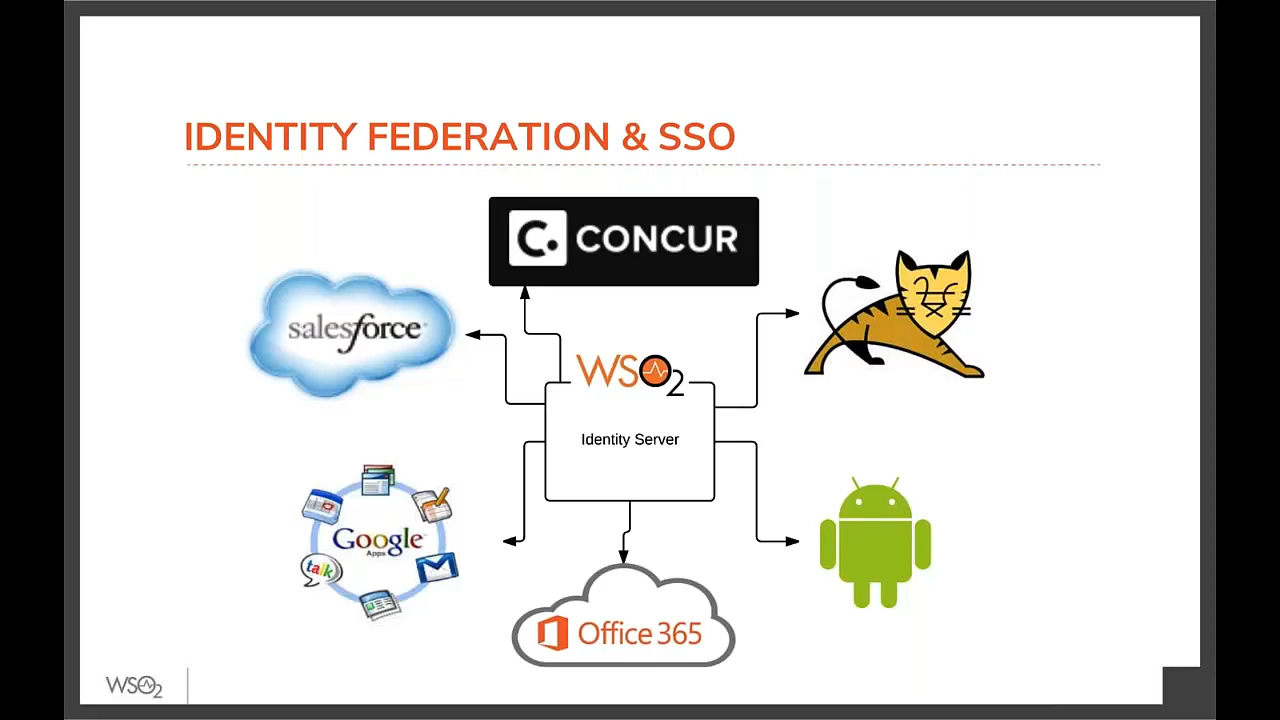 IDENTITY FEDERATION & SSO
C. CONCUR
salesforce
WSO2
Identity Server
Google
Apps
talk
Office 365
WSO2